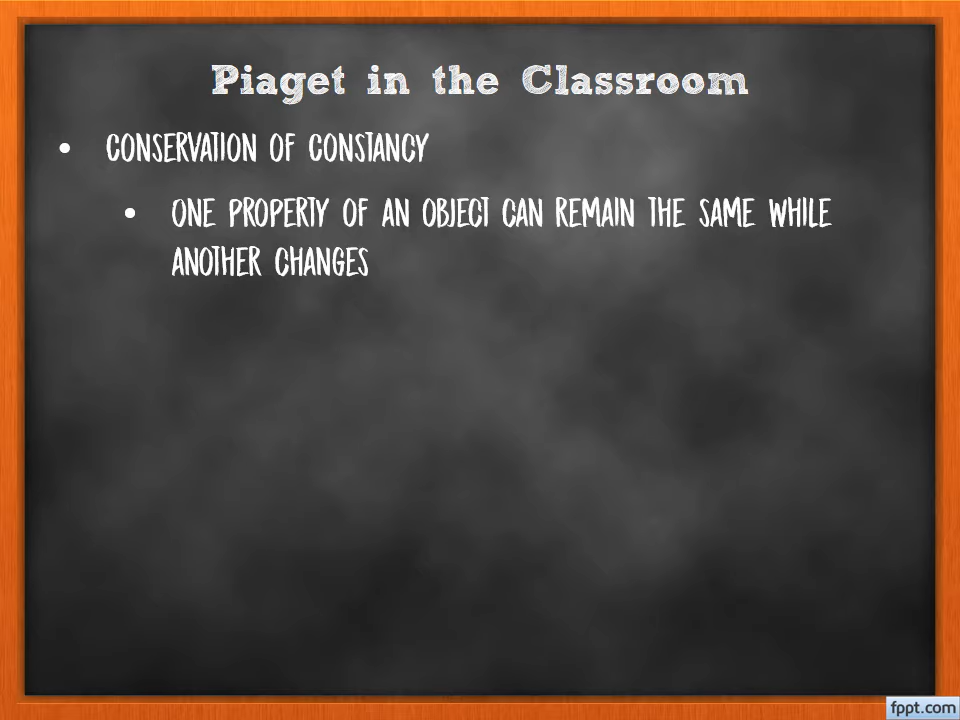 Piaget in the Classroom
• CONSERVATION OF CONSTANCY
• ONE PROPERTY OF AN OBJECT CAN REMAIN THE SAME WHILE
ANOTHER CHANGES
fppt.com